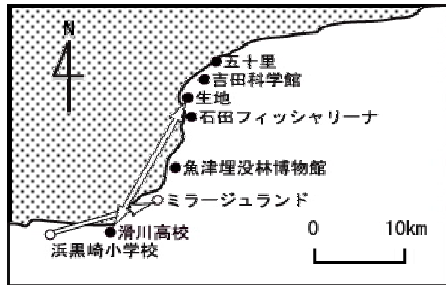 N
五十里
吉田科学館
生地
石田フィッシャリーナ
魚津埋没林博物館
ミラージュランド
滑川高校
浜黒崎小学校
0 10km